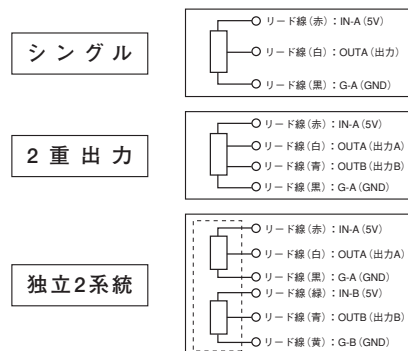 シングル
リード線(赤):IN-A(5V)
リード線(白):OUTA(出力)
リード線(黒):G-A(GND)
2重出力
リード線(赤):IN-A(5V)
リード線(白):OUTA(出力A)
リード線(青):OUTB(出力B)
リード線(黒):G-A(GND)
独立2系統
リード線(赤):IN-A(5V)
リード線(白):OUTA(出力A)
リード線(黒):G-A(GND)
リード線(緑):IN-B(5V)
リード線(青):OUTB(出力B)
リード線(黄):G-B(GND)